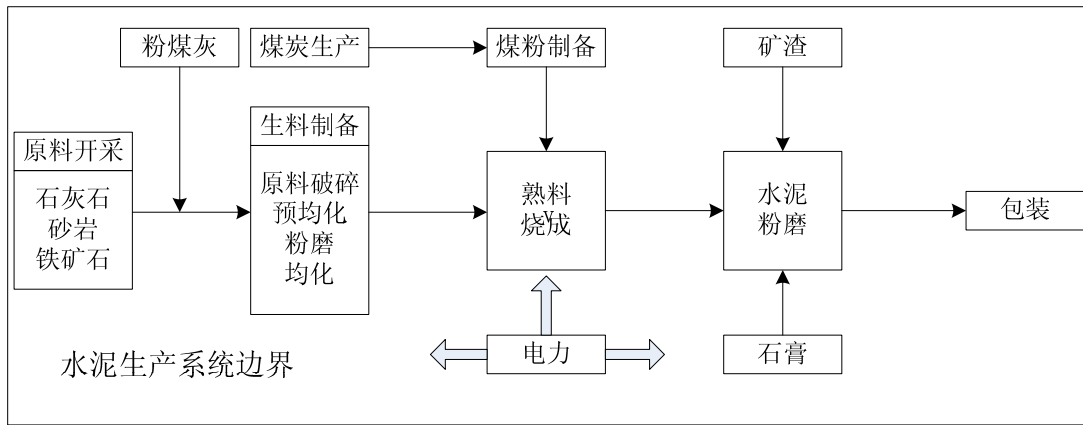 粉煤灰
煤炭生产
煤粉制备
矿渣
原料开采
石灰石
砂岩
铁矿石
生料制备
原料破碎
预均化
粉磨
均化
熟料
烧成
v
水泥
粉磨
包装
电力
石膏
水泥生产系统边界